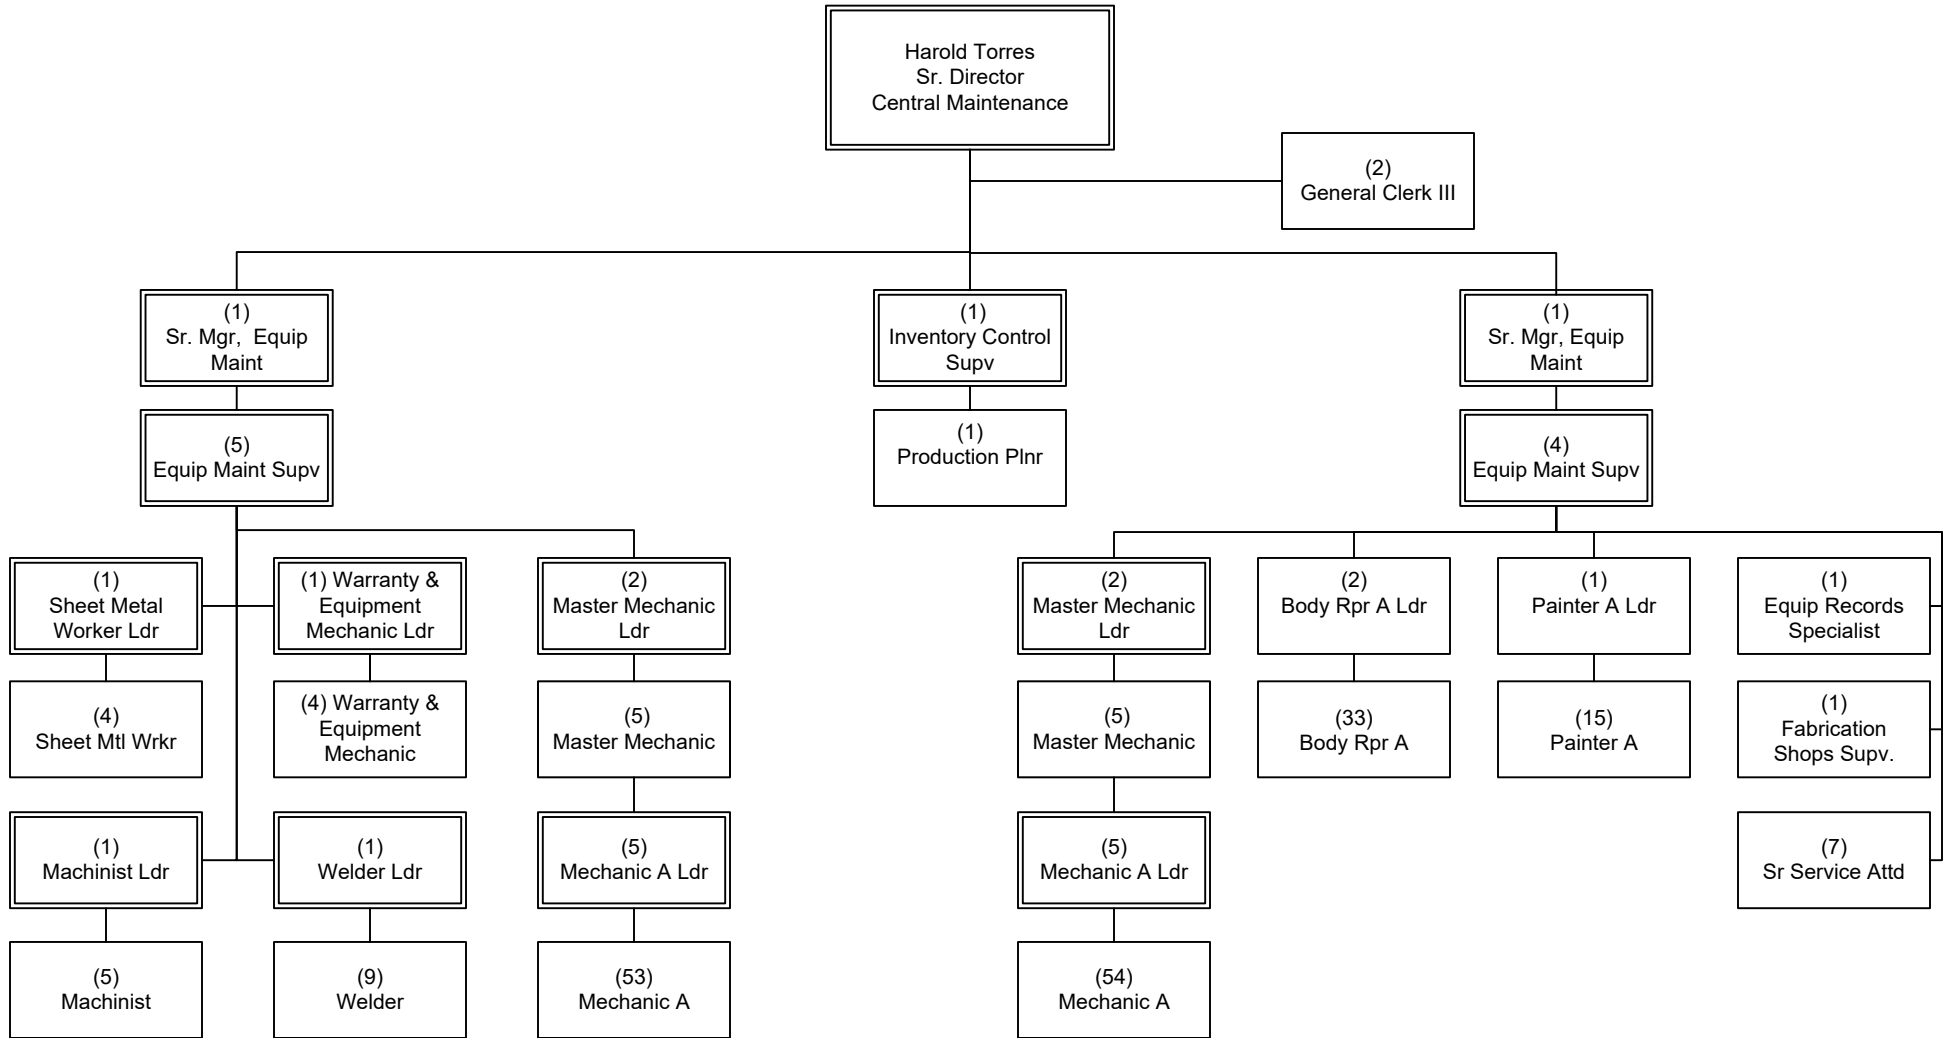 Harold Torres
Sr. Director
Central Maintenance
(2)
General Clerk III
(1)
Sr. Mgr, Equip
Maint
(1)
Inventory Control
Supv
(1)
Sr. Mgr, Equip
Maint
(5)
Equip Maint Supv
(1)
Production Plnr
(4)
Equip Maint Supv
(1)
Sheet Metal
Worker Ldr
(1) Warranty &
Equipment
Mechanic Ldr
(2)
Master Mechanic
Ldr
(2)
Master Mechanic
Ldr
(2)
Body Rpr A Ldr
(1)
Painter A Ldr
(1)
Equip Records
Specialist
(4)
Sheet Mtl Wrkr
(4) Warranty &
Equipment
Mechanic
(5)
Master Mechanic
(5)
Master Mechanic
(33)
Body Rpr A
(15)
Painter A
(1)
Fabrication
Shops Supv.
(1)
Machinist Ldr
(1)
Welder Ldr
(5)
Mechanic A Ldr
(5)
Mechanic A Ldr
(7)
Sr Service Attd
(5)
Machinist
(9)
Welder
(53)
Mechanic A
(54)
Mechanic A